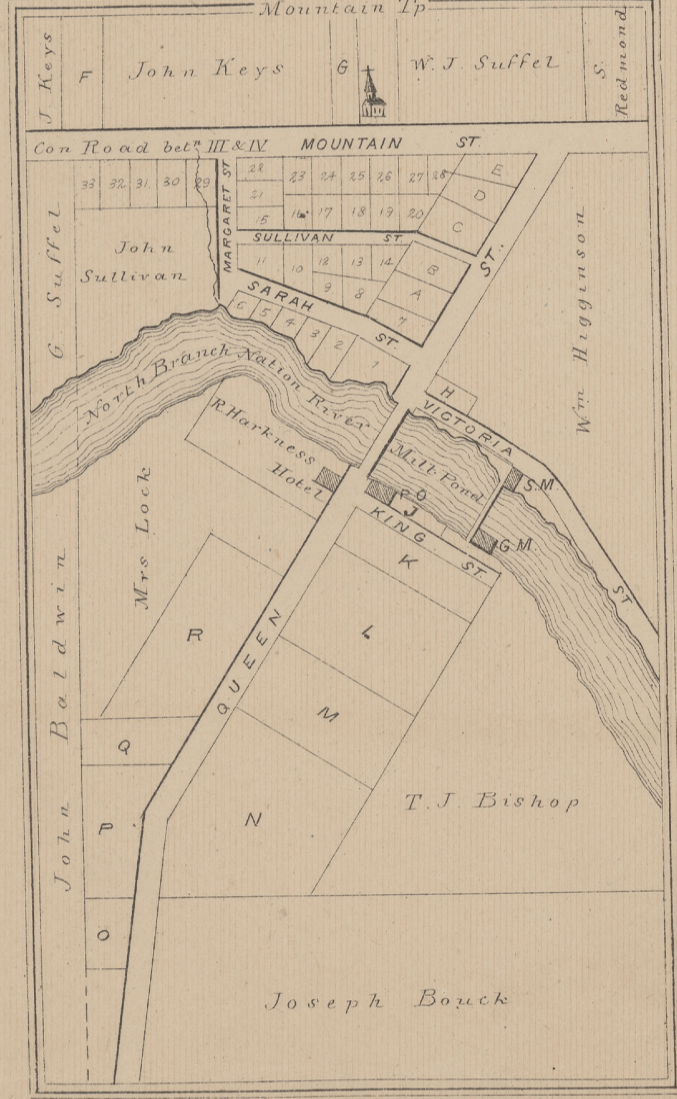 Mountain Tp
J. Keys
F
John Keys
G
W. J. Suffel
S. Redmond
Con Road betn III & IV
MOUNTAIN ST.
33 32 31 30 29
MARGARET ST
22
23 24 25 26 27 28
E
21
D
15
16 17 18 19 20
C
SULLIVAN ST.
G Suffel
John
Sullivan
11
10
12 13 14
B
9 8
A
7
ST.
Wm Higginson
SARAH ST.
6 5 4 3 2 1
North Branch Nation River
H
VICTORIA ST
R. Harkness
Hotel
Mill Pond
S.M.
P.O
J
G.M.
KING ST.
Mrs Lock
K
R
L
QUEEN
M
Q
N
T. J. Bishop
P
John Baldwin
O
Joseph Bouck